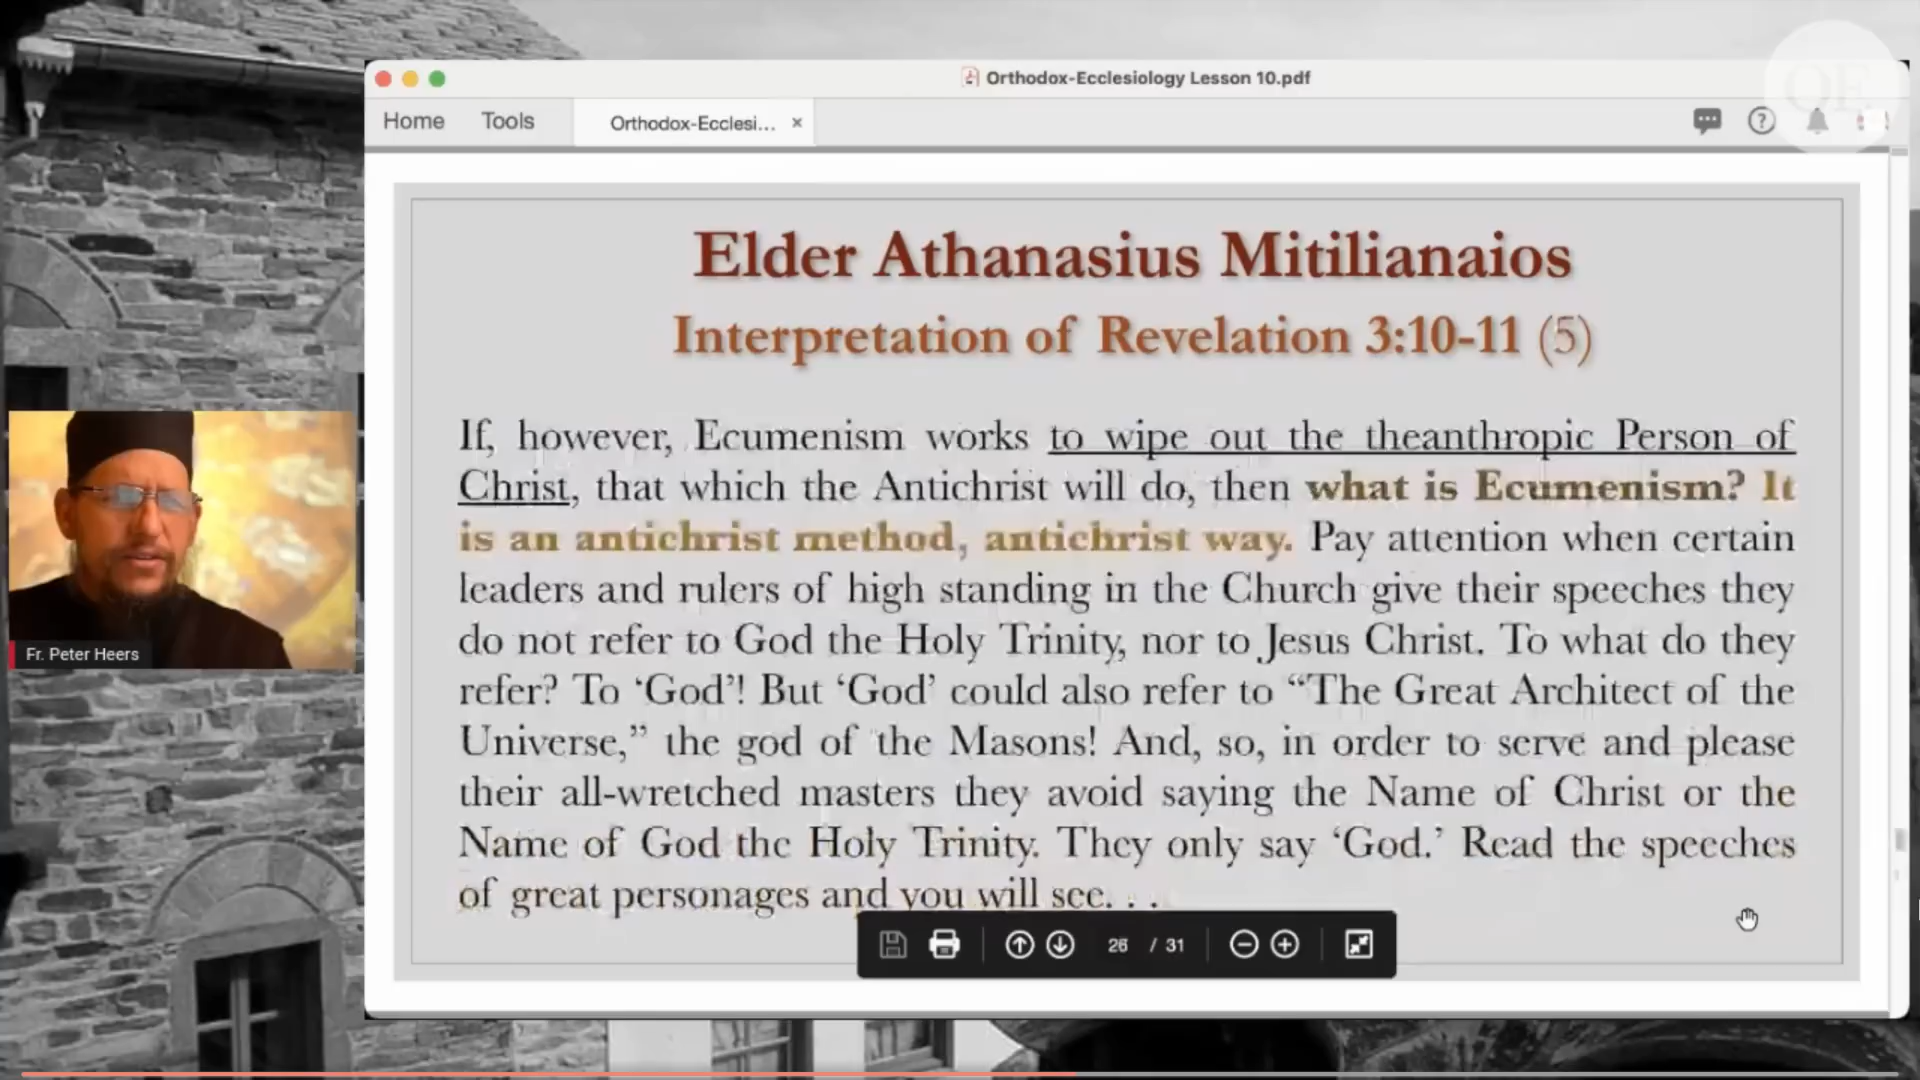 Orthodox-Ecclesiology Lesson 10.pdf
Home Tools Orthodox-Ecclesi... ×
OE
Elder Athanasius Mitilianaios
Interpretation of Revelation 3:10-11 (5)
If, however, Ecumenism works to wipe out the theanthropic Person of
Christ, that which the Antichrist will do, then what is Ecumenism? It
is an antichrist method, antichrist way. Pay attention when certain
leaders and rulers of high standing in the Church give their speeches they
do not refer to God the Holy Trinity, nor to Jesus Christ. To what do they
refer? To ‘God’! But ‘God’ could also refer to “The Great Architect of the
Universe,” the god of the Masons! And, so, in order to serve and please
their all-wretched masters they avoid saying the Name of Christ or the
Name of God the Holy Trinity. They only say ‘God.’ Read the speeches
of great personages and you will see. . .
Fr. Peter Heers
26 / 31